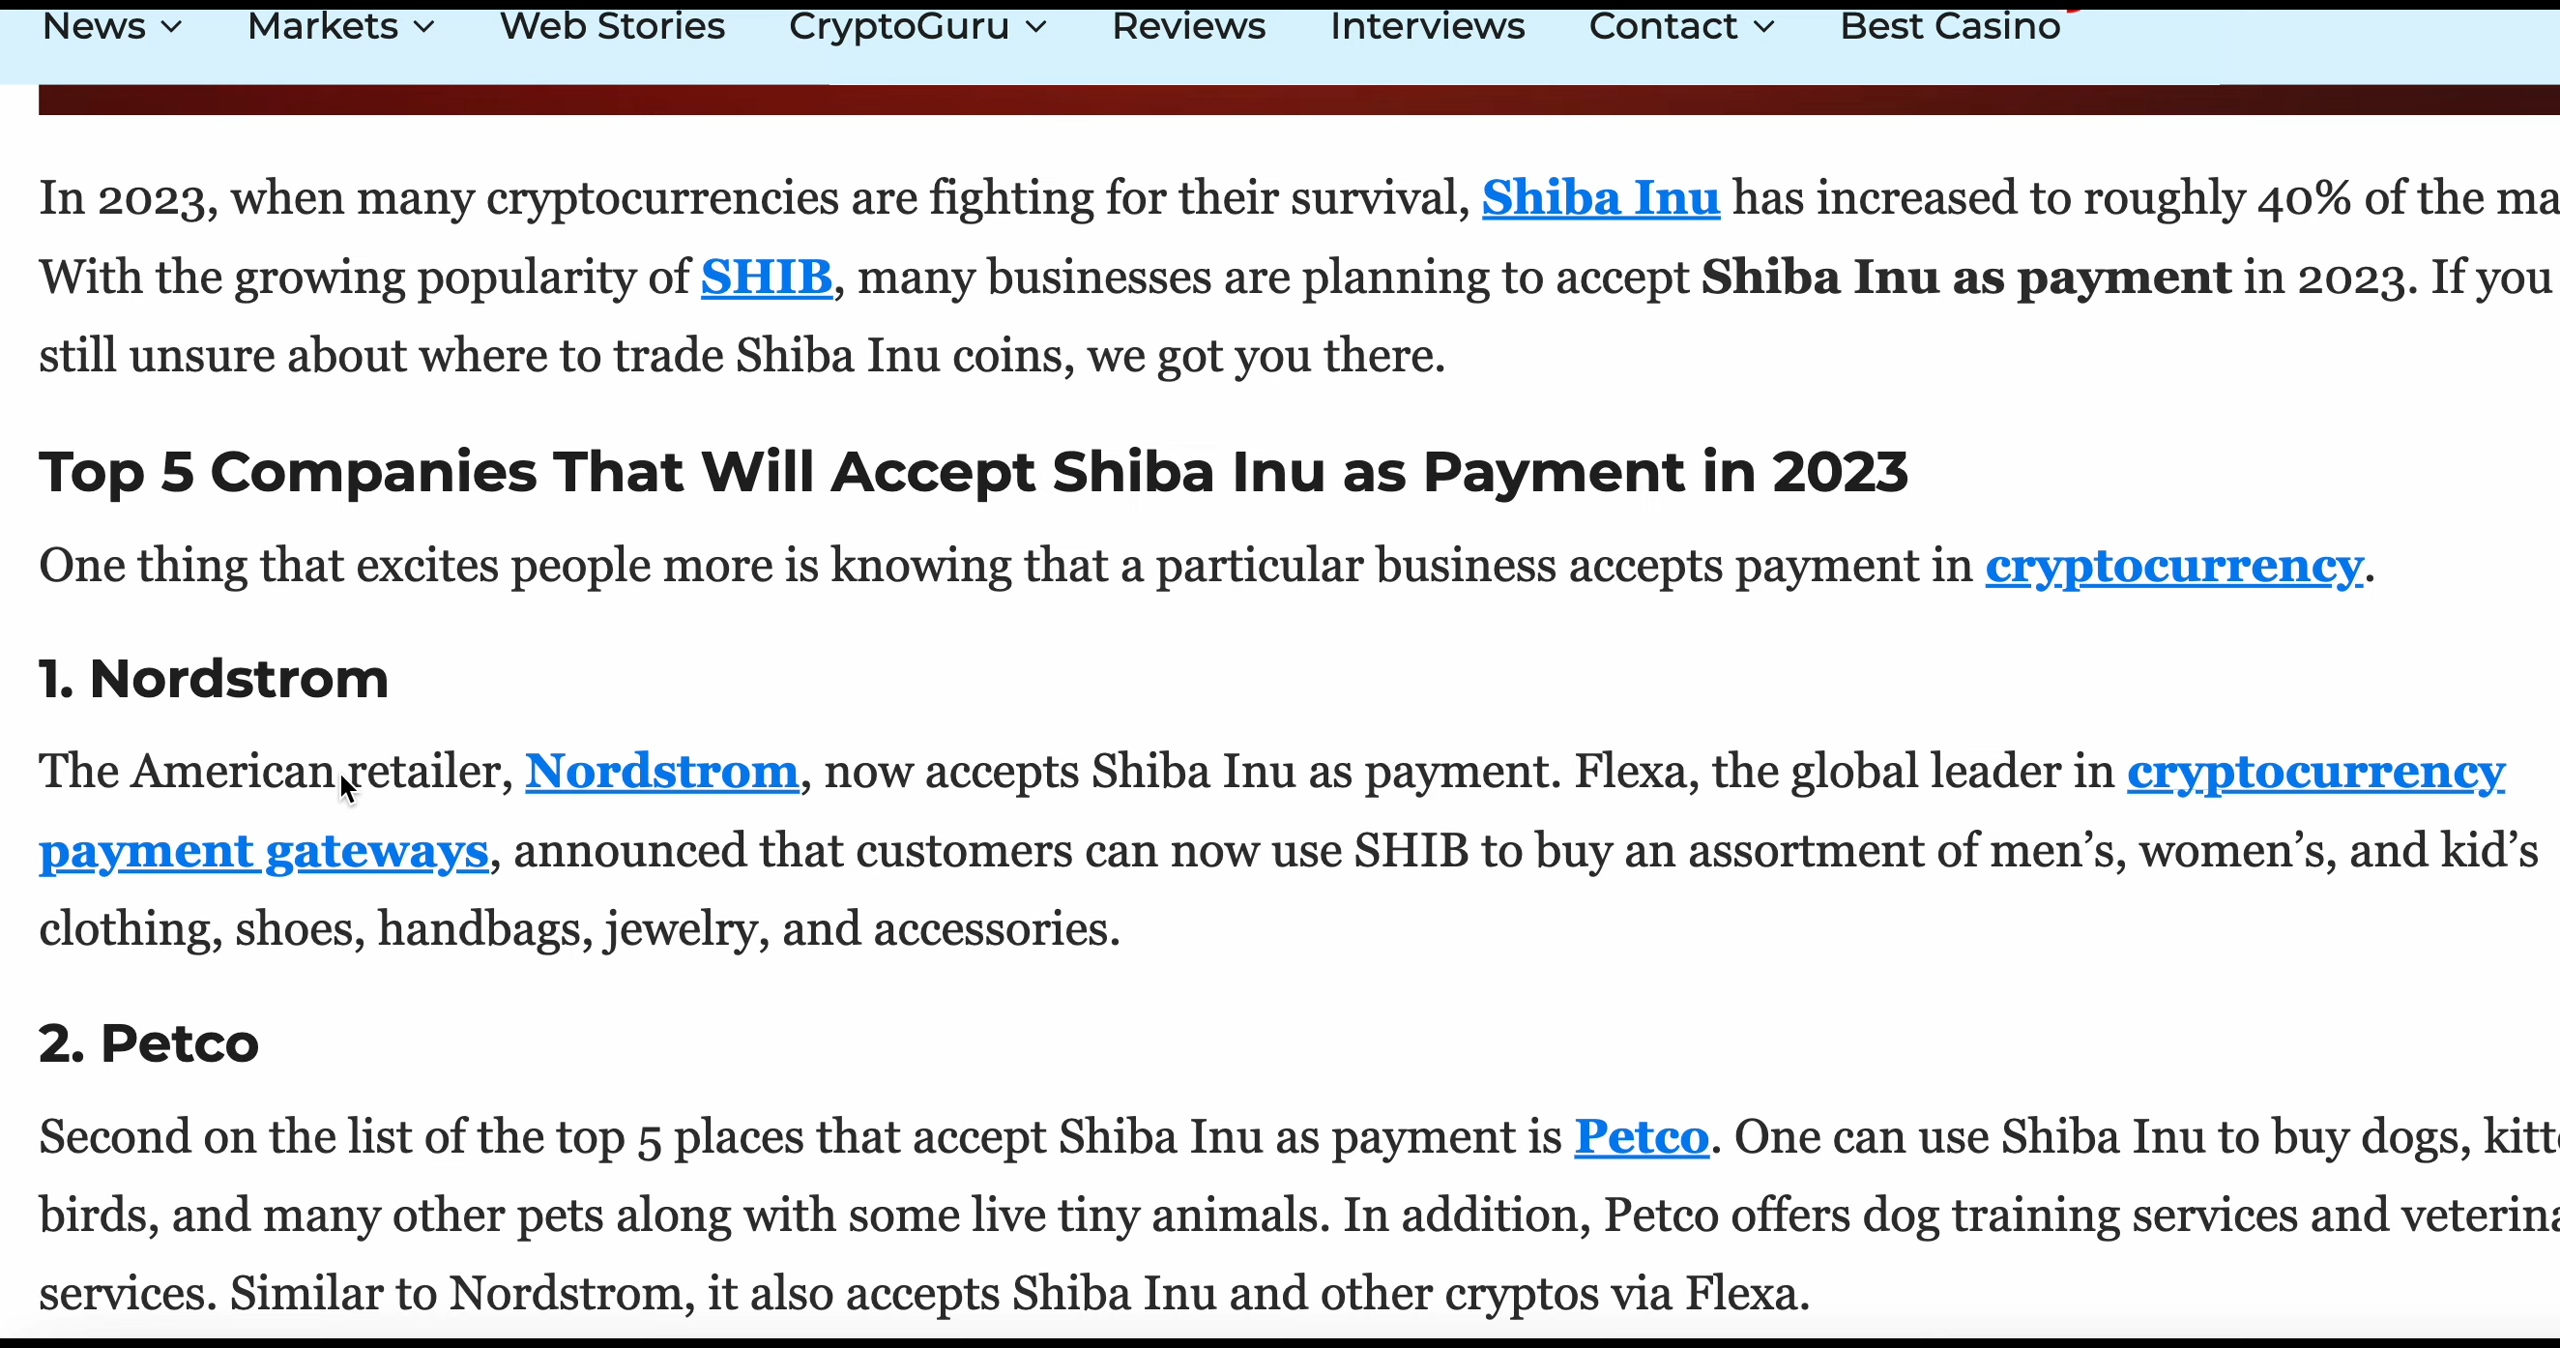 News Markets Web Stories CryptoGuru Reviews Interviews Contact Best Casino
In 2023, when many cryptocurrencies are fighting for their survival, Shiba Inu has increased to roughly 40% of the
With the growing popularity of SHIB, many businesses are planning to accept Shiba Inu as payment in 2023. If you
still unsure about where to trade Shiba Inu coins, we got you there.
Top 5 Companies That Will Accept Shiba Inu as Payment in 2023
One thing that excites people more is knowing that a particular business accepts payment in cryptocurrency.
1. Nordstrom
The American retailer, Nordstrom, now accepts Shiba Inu as payment. Flexa, the global leader in cryptocurrency
payment gateways, announced that customers can now use SHIB to buy an assortment of men’s, women’s, and kid’s
clothing, shoes, handbags, jewelry, and accessories.
2. Petco
Second on the list of the top 5 places that accept Shiba Inu as payment is Petco. One can use Shiba Inu to buy dogs,
birds, and many other pets along with some live tiny animals. In addition, Petco offers dog training services and
services. Similar to Nordstrom, it also accepts Shiba Inu and other cryptos via Flexa.